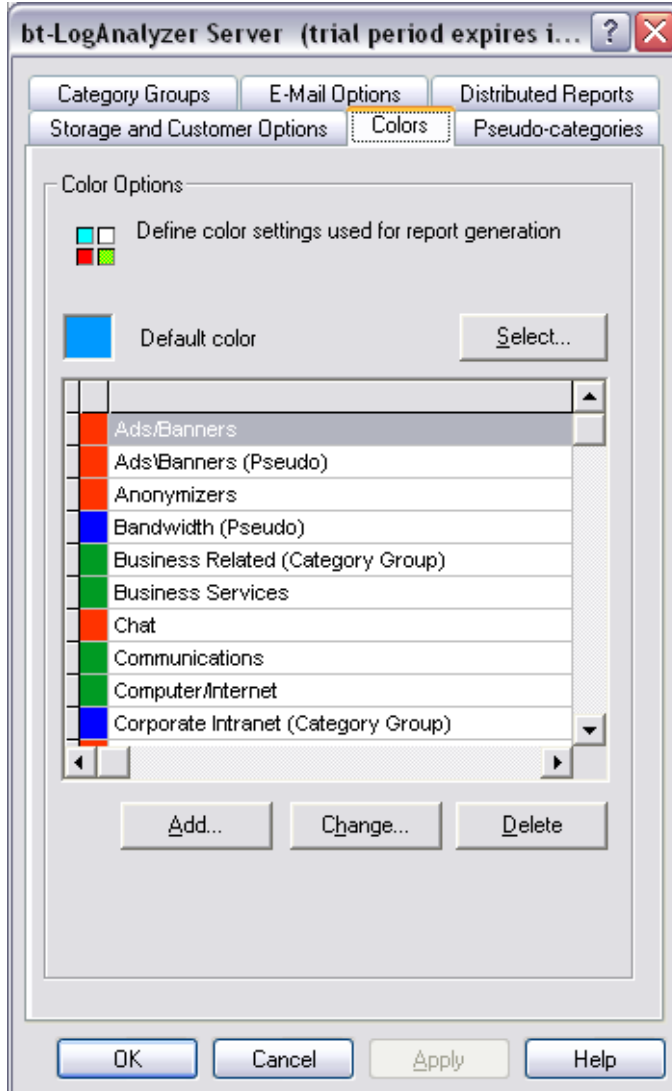 bt-LogAnalyzer Server (trial period expires i...
Category Groups
E-Mail Options
Distributed Reports
Storage and Customer Options
Colors
Pseudo-categories
Color Options
Define color settings used for report generation
Default color
Select...
Ads/Banners
Ads\Banners (Pseudo)
Anonymizers
Bandwidth (Pseudo)
Business Related (Category Group)
Business Services
Chat
Communications
Computer/Internet
Corporate Intranet (Category Group)
Add...
Change...
Delete
OK
Cancel
Apply
Help